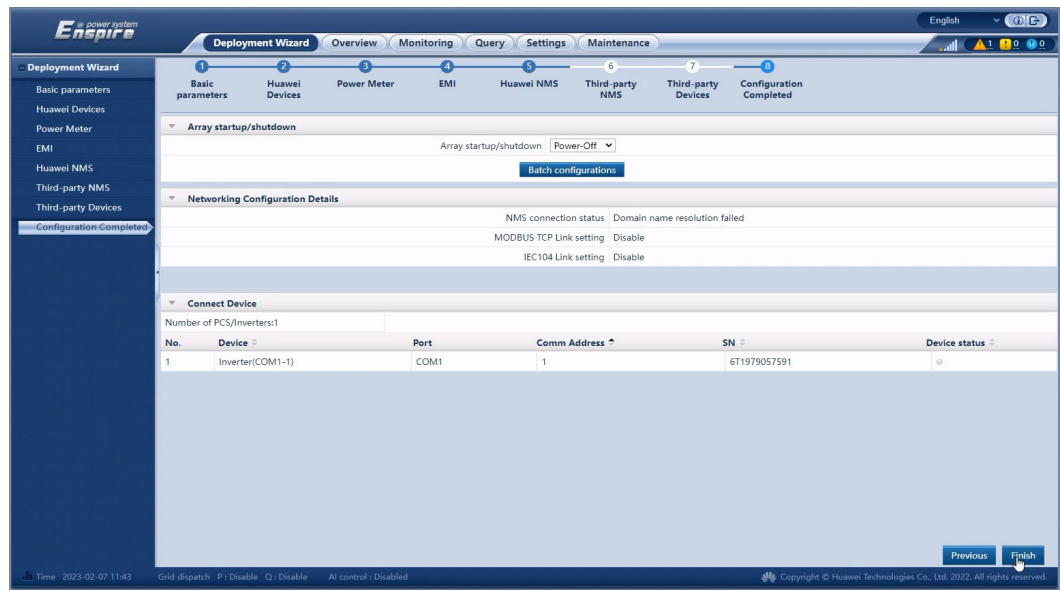 Enspire
@ power system
English
Deployment Wizard Overview Monitoring Query Settings Maintenance
1 0 0
Deployment Wizard
Basic parameters
Huawei Devices
Power Meter
EMI
Huawei NMS
Third-party NMS
Third-party Devices
Configuration Completed
1 2 3 4 5 6 7 8
Basic parameters
Huawei Devices
Power Meter
EMI
Huawei NMS
Third-party NMS
Third-party Devices
Configuration Completed
Array startup/shutdown
Array startup/shutdown Power-Off
Batch configurations
Networking Configuration Details
NMS connection status Domain name resolution failed
MODBUS TCP Link setting Disable
IEC104 Link setting Disable
Connect Device
Number of PCS/Inverters:1
No. Device Port Comm Address SN Device status
1 Inverter(COM1-1) COM1 1 6T1979057591
Previous Finish
Time 2023-02-07 11:43 Grid dispatch P : Disable Q : Disable AI control : Disabled Copyright © Huawei Technologies Co., Ltd. 2022. All rights reserved.